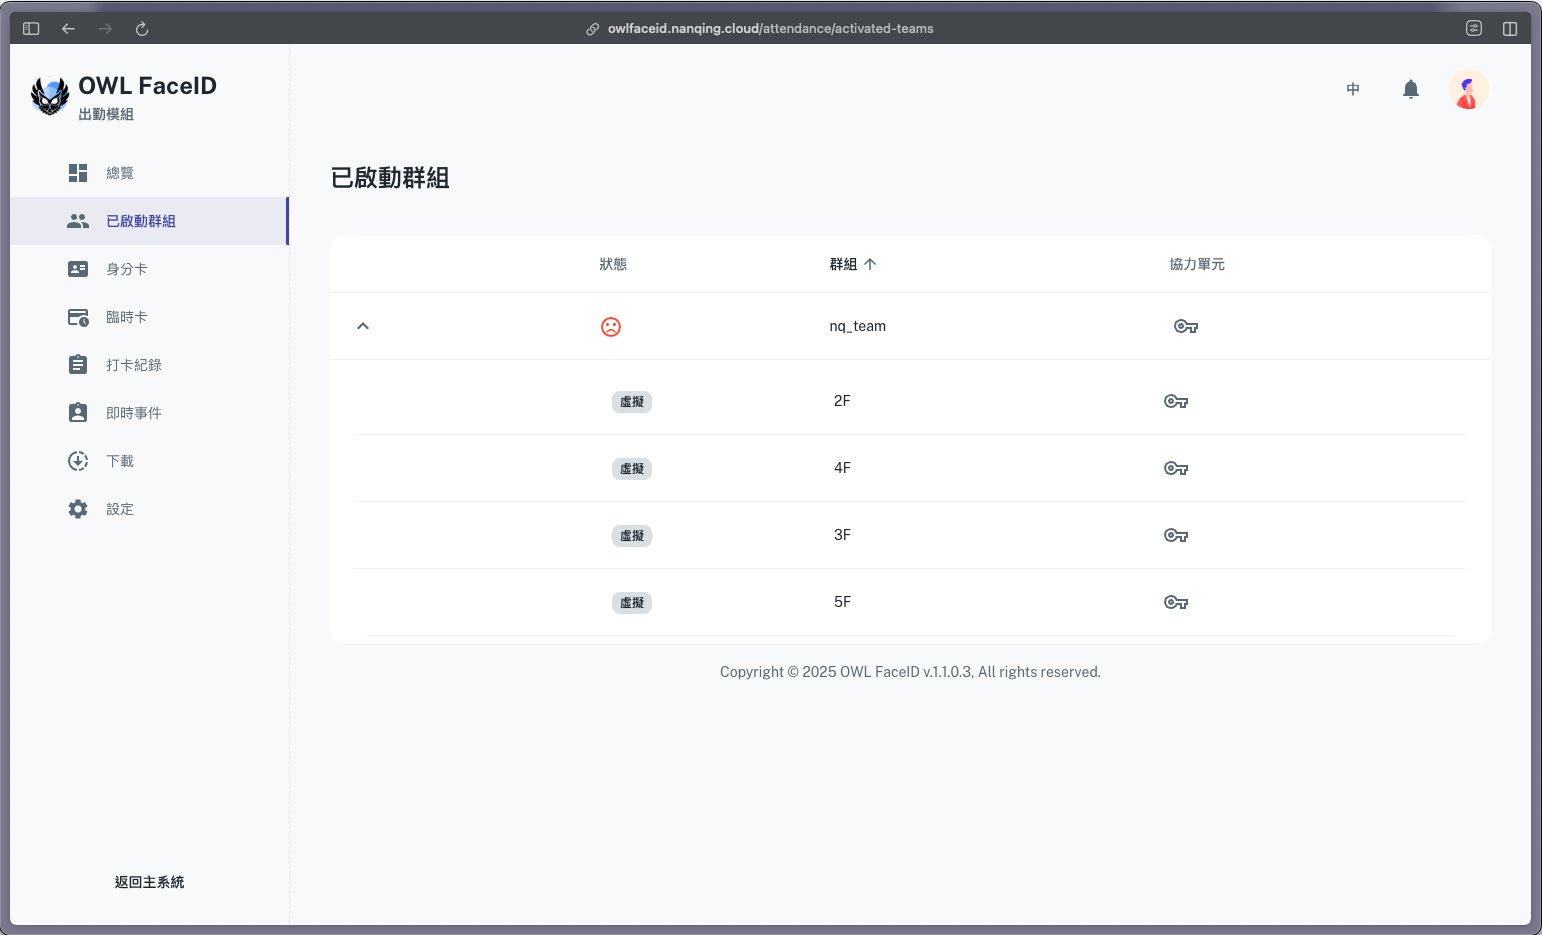 owlfaceid.nanqing.cloud/attendance/activated-teams
OWL FaceID
出勤模組
中
總覽
已啟動群組
身分卡
臨時卡
打卡紀錄
即時事件
下載
設定
返回主系統
已啟動群組
狀態 群組 協力單元
nq_team
虛擬 2F
虛擬 4F
虛擬 3F
虛擬 5F
Copyright © 2025 OWL FaceID v.1.1.0.3, All rights reserved.